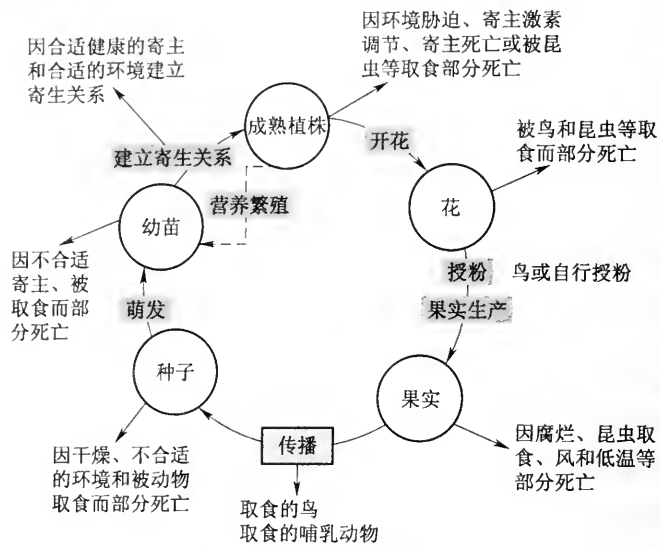 因环境胁迫、寄主激素
调节、寄主死亡或被昆
虫等取食部分死亡
因合适健康的寄主
和合适的环境建立
寄生关系
成熟植株
开花
被鸟和昆虫等取
食而部分死亡
建立寄生关系
营养繁殖
花
幼苗
因不合适
寄主、被
取食而部
分死亡
授粉
鸟或自行授粉
果实生产
萌发
种子
果实
传播
因腐烂、昆虫取
食、风和低温等
部分死亡
因干燥、不合适
的环境和被动物
取食而部分死亡
取食的鸟
取食的哺乳动物